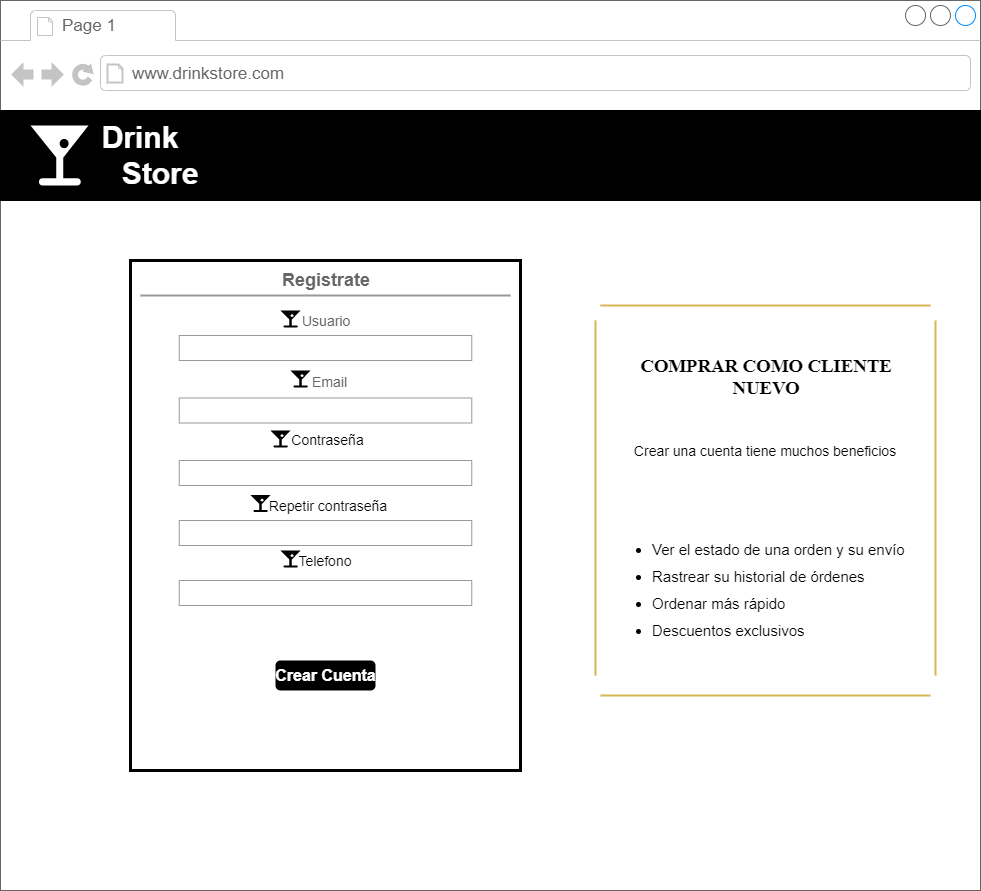 Page 1
www.drinkstore.com
Drink
Store
Registrate
Usuario
Email
Contraseña
Repetir contraseña
Telefono
Crear Cuenta
COMPRAR COMO CLIENTE
NUEVO
Crear una cuenta tiene muchos beneficios
Ver el estado de una orden y su envío
Rastrear su historial de órdenes
Ordenar más rápido
Descuentos exclusivos